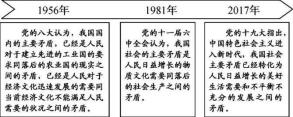 1956年
1981年
2017年
党的八大认为，我国国
内的主要矛盾，已经是人民
对于建立先进的工业国的要
求同落后的农业国的现实之
间的矛盾，已经是人民对于
经济文化迅速发展的需要同
当前经济文化不能满足人民
需要的状况之间的矛盾。
党的十一届六
中全会认为，我国
社会的主要矛盾是
人民日益增长的物
质文化需要同落后
的社会生产之间的
矛盾。
党的十九大指出，
中国特色社会主义进
入新时代，我国社会
主要矛盾已经转化为
人民日益增长的美好
生活需要和不平衡不
充分的发展之间的
矛盾。